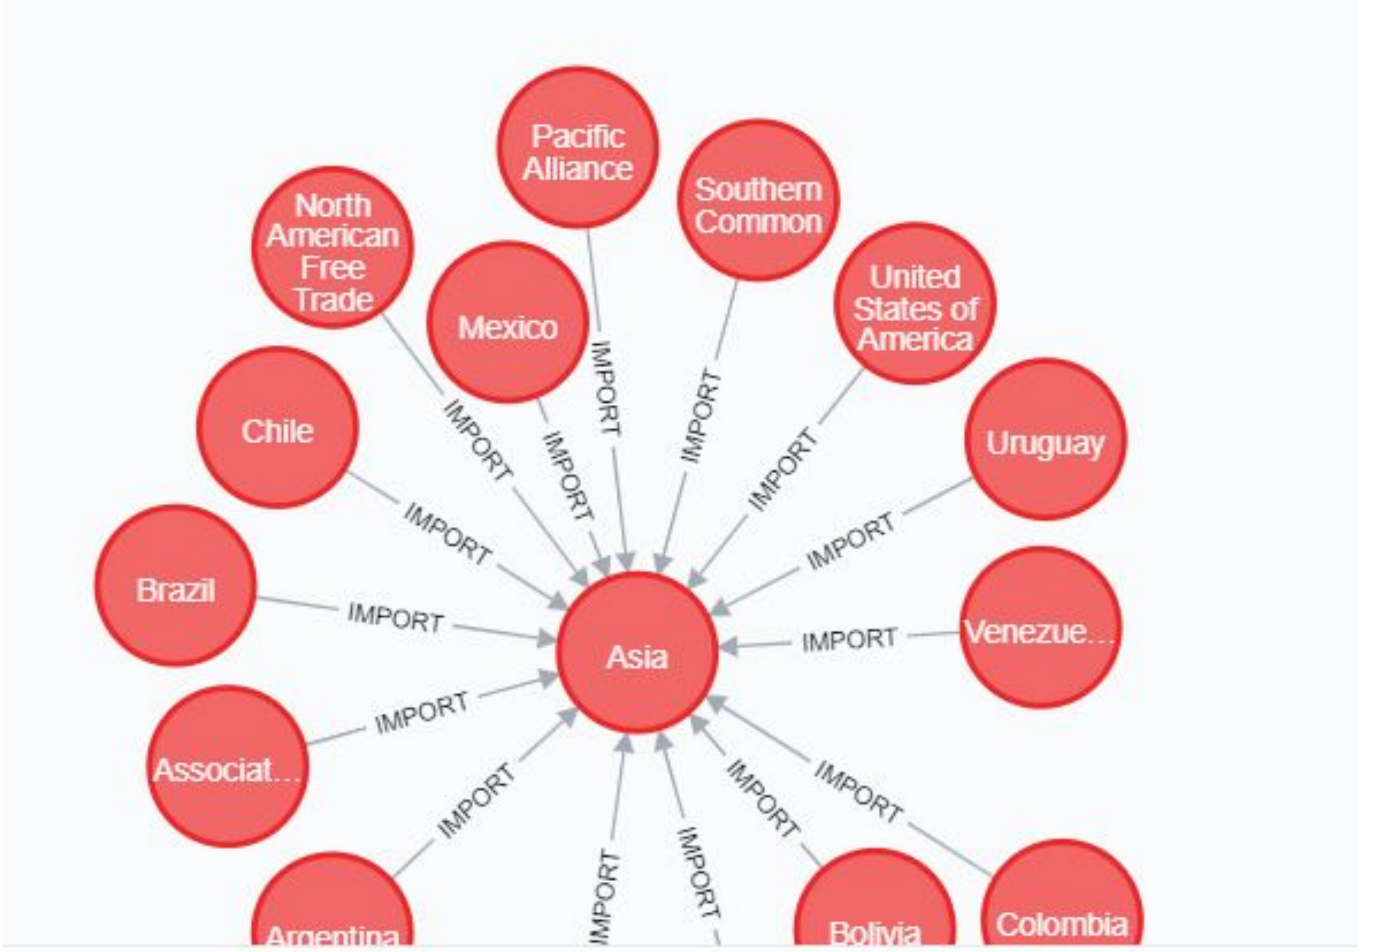 Pacific
Alliance
Southern
Common
North
American
Free
Trade
United
States of
America
Mexico
IMPORT
IMPORT
Chile
IMPORT
Uruguay
IMPORT
IMPORT
IMPORT
IMPORT
IMPORT
Brazil
IMPORT
Venezue...
IMPORT
Asia
IMPORT
Associat...
IMPORT
IMPORT
IMPORT
IMPORT
IMPORT
Argentina
Bolivia
Colombia